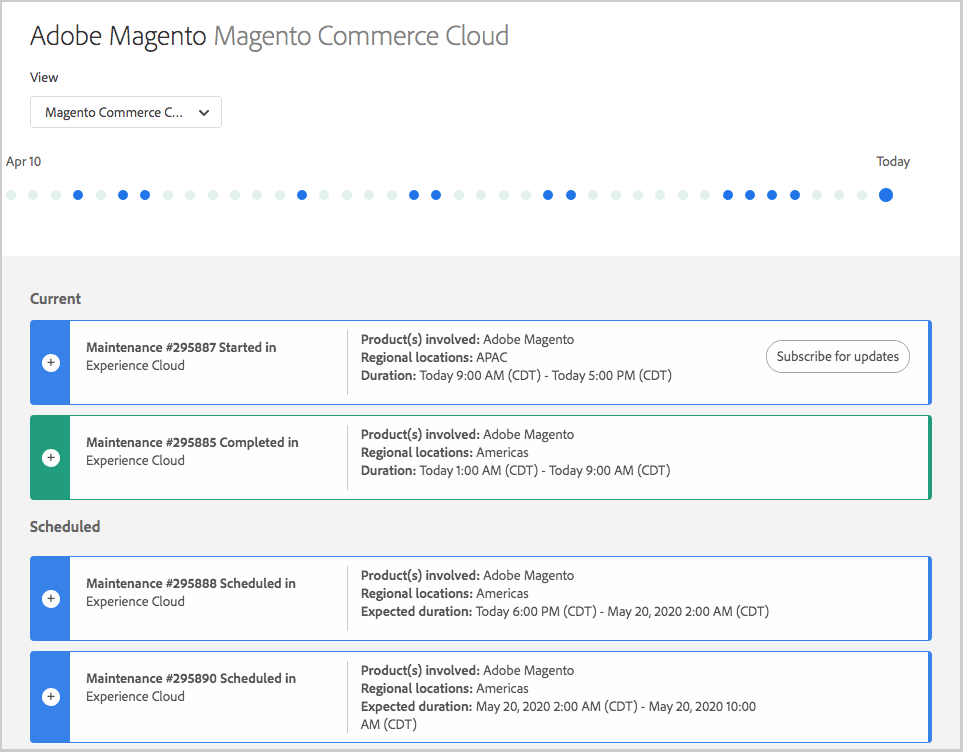 Adobe Magento Magento Commerce Cloud
View
Magento Commerce C...
Apr 10
Today
Current
Maintenance #295887 Started in
Experience Cloud
Product(s) involved: Adobe Magento
Regional locations: APAC
Duration: Today 9:00 AM (CDT) - Today 5:00 PM (CDT)
Subscribe for updates
Maintenance #295885 Completed in
Experience Cloud
Product(s) involved: Adobe Magento
Regional locations: Americas
Duration: Today 1:00 AM (CDT) - Today 9:00 AM (CDT)
Scheduled
Maintenance #295888 Scheduled in
Experience Cloud
Product(s) involved: Adobe Magento
Regional locations: Americas
Expected duration: Today 6:00 PM (CDT) - May 20, 2020 2:00 AM (CDT)
Maintenance #295890 Scheduled in
Experience Cloud
Product(s) involved: Adobe Magento
Regional locations: Americas
Expected duration: May 20, 2020 2:00 AM (CDT) - May 20, 2020 10:00
AM (CDT)